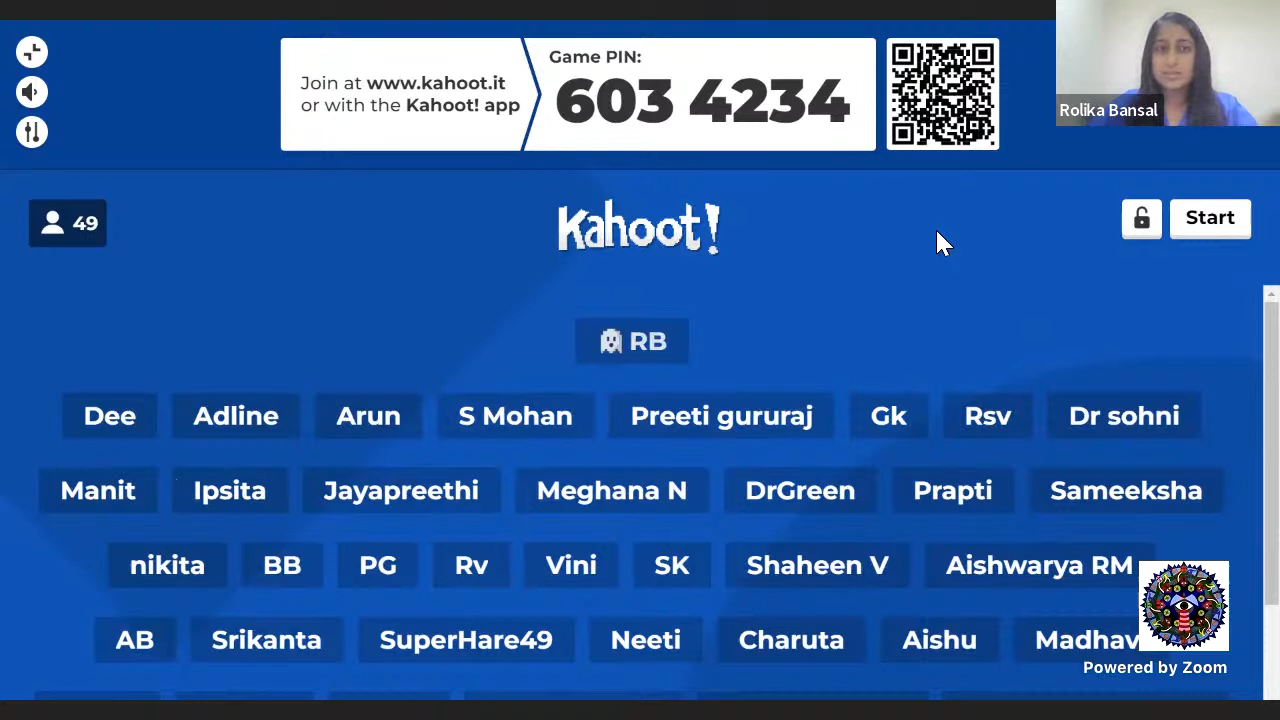 Join at www.kahoot.it
or with the Kahoot! app
Game PIN:
603 4234
Rolika Bansal
49
Kahoot!
Start
RB
Dee Adline Arun S Mohan Preeti gururaj Gk Rsv Dr sohni
Manit Ipsita Jayapreethi Meghana N DrGreen Prapti Sameeksha
nikita BB PG Rv Vini SK Shaheen V Aishwarya RM
AB Srikanta SuperHare49 Neeti Charuta Aishu
Powered by Zoom